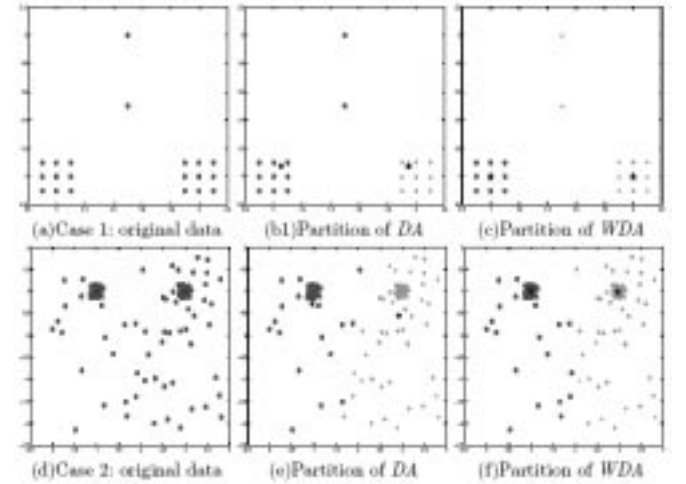 (a)Case 1: original data
(b1)Partition of DA
(c)Partition of WDA
(d)Case 2: original data
(e)Partition of DA
(f)Partition of WDA